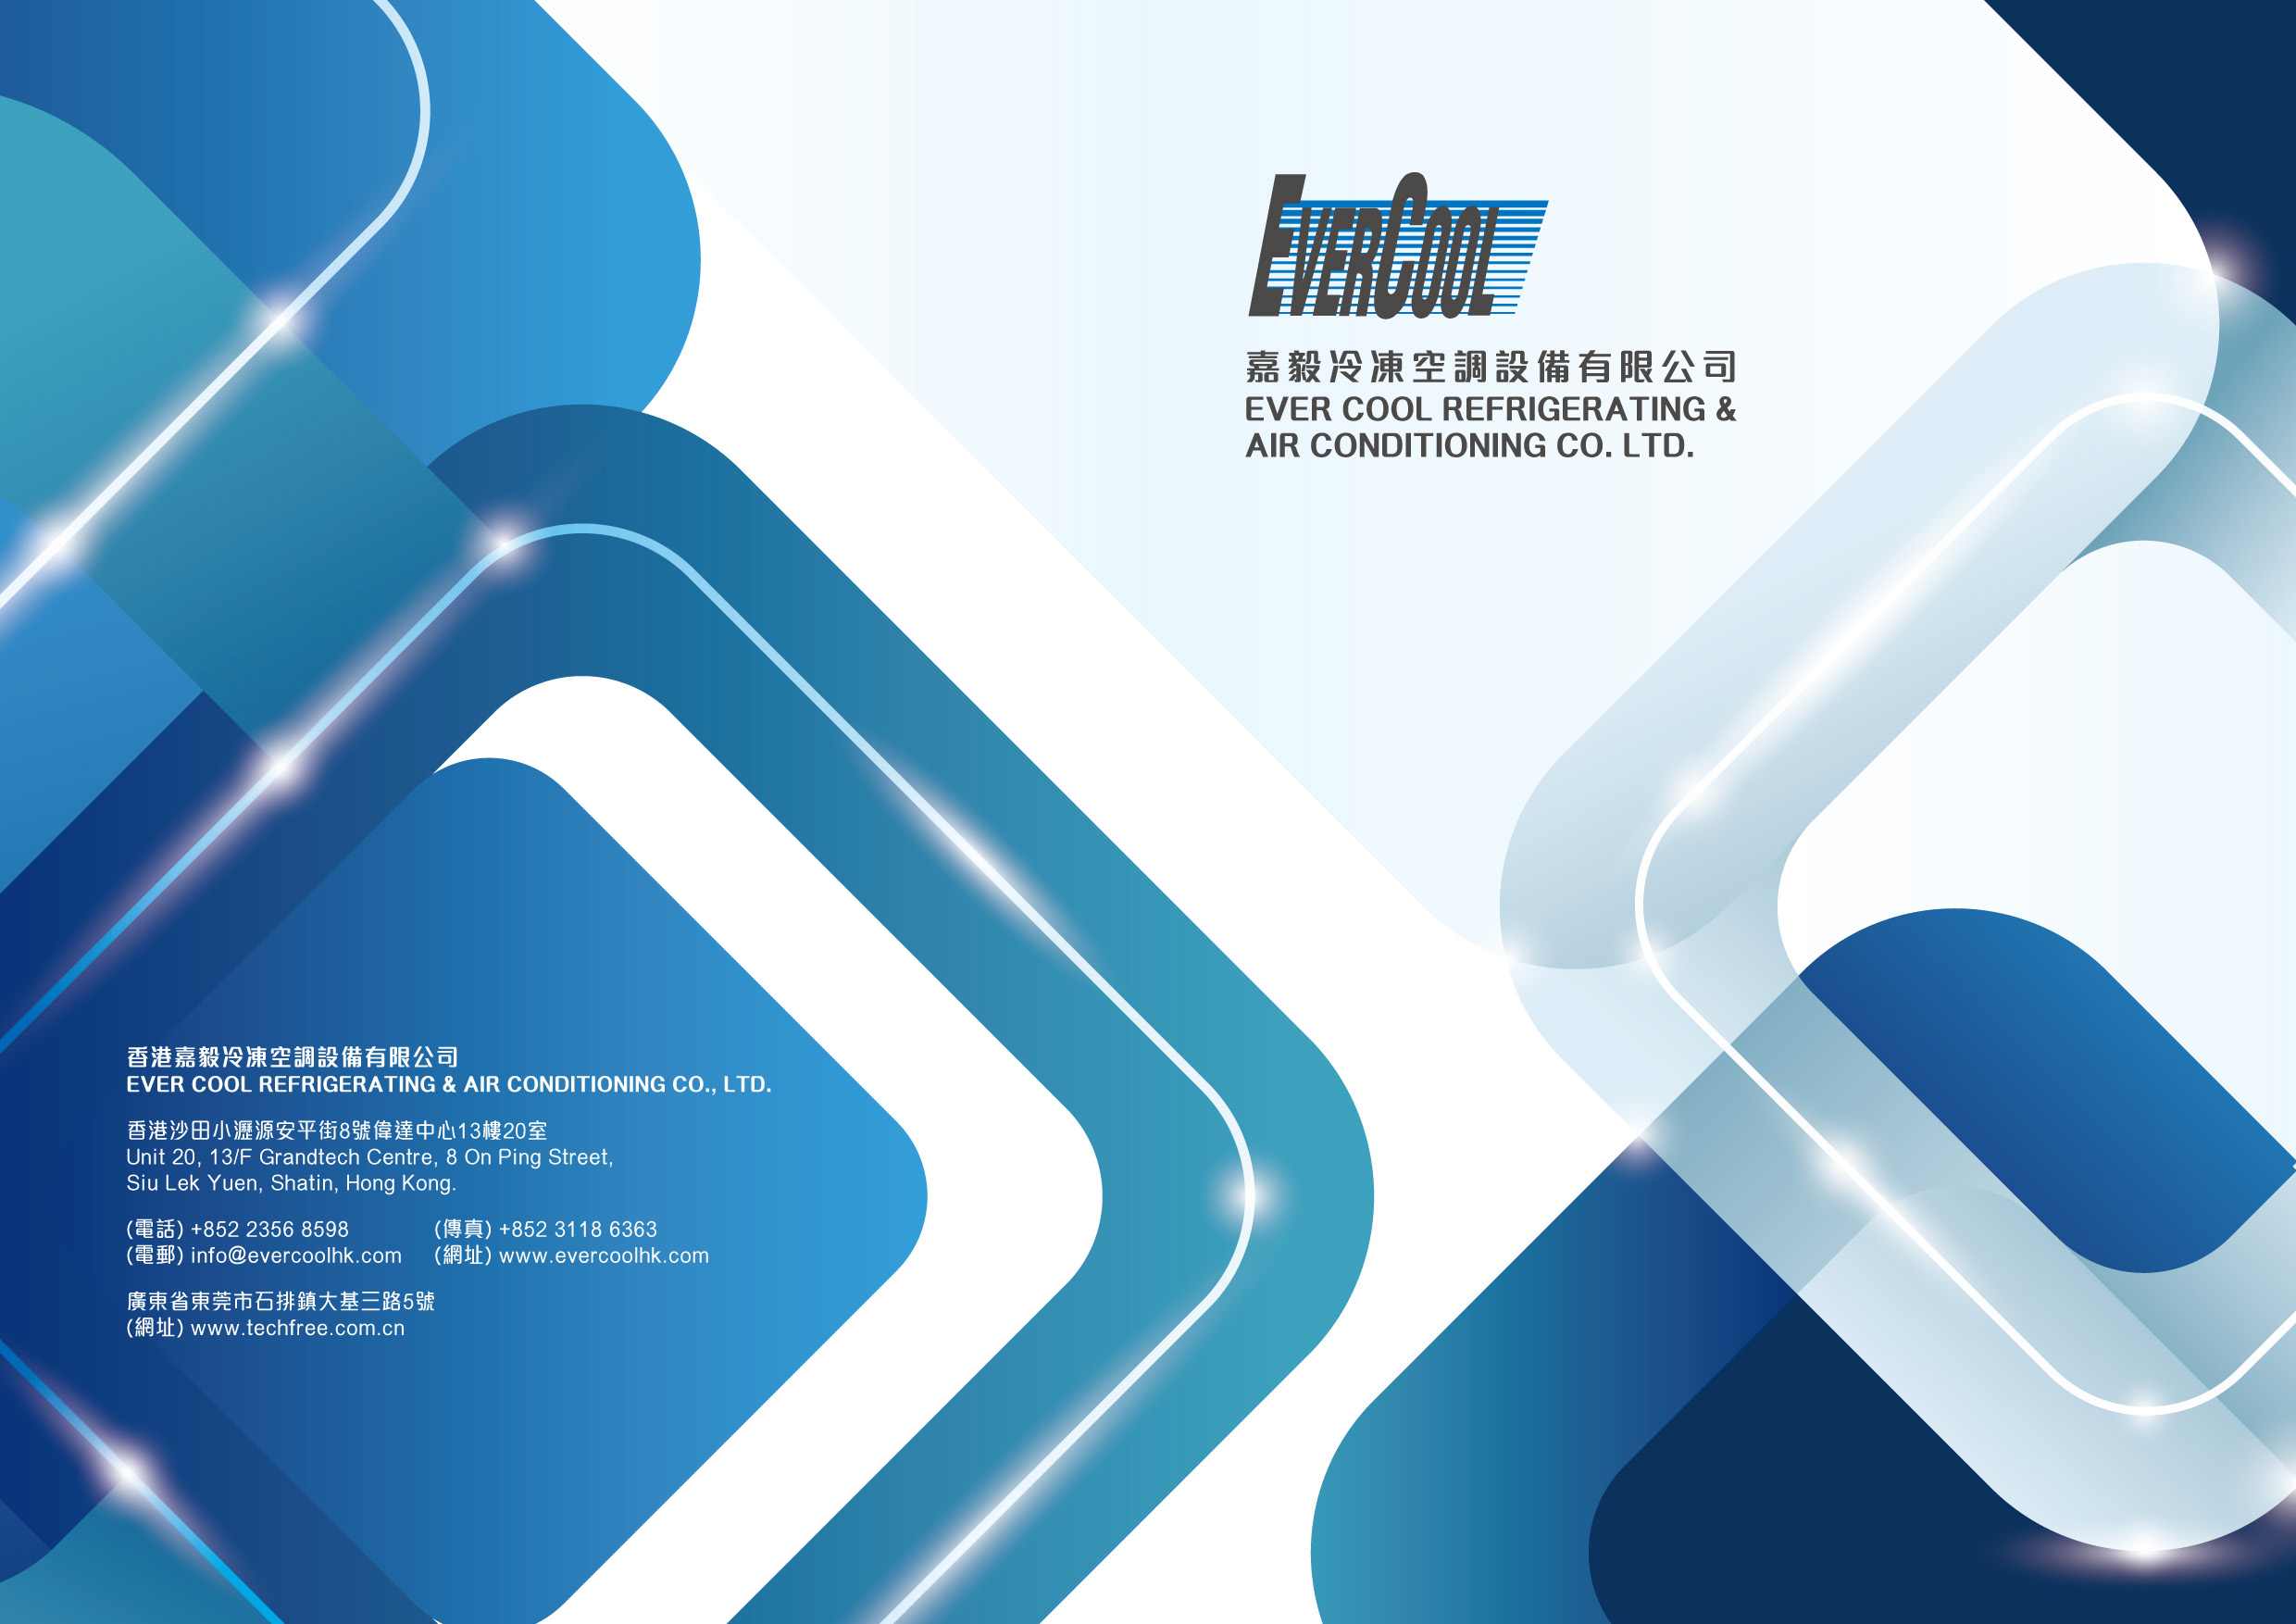 EVERCOOL
嘉毅冷凍空調設備有限公司
EVER COOL REFRIGERATING &
AIR CONDITIONING CO. LTD.
香港嘉毅冷凍空調設備有限公司
EVER COOL REFRIGERATING & AIR CONDITIONING CO., LTD.
香港沙田小瀝源安平街8號偉達中心13樓20室
Unit 20, 13/F Grandtech Centre, 8 On Ping Street,
Siu Lek Yuen, Shatin, Hong Kong.
(電話) +852 2356 8598 (傳真) +852 3118 6363
(電郵) info@evercoolhk.com (網址) www.evercoolhk.com
廣東省東莞市石排鎮大基三路5號
(網址) www.techfree.com.cn